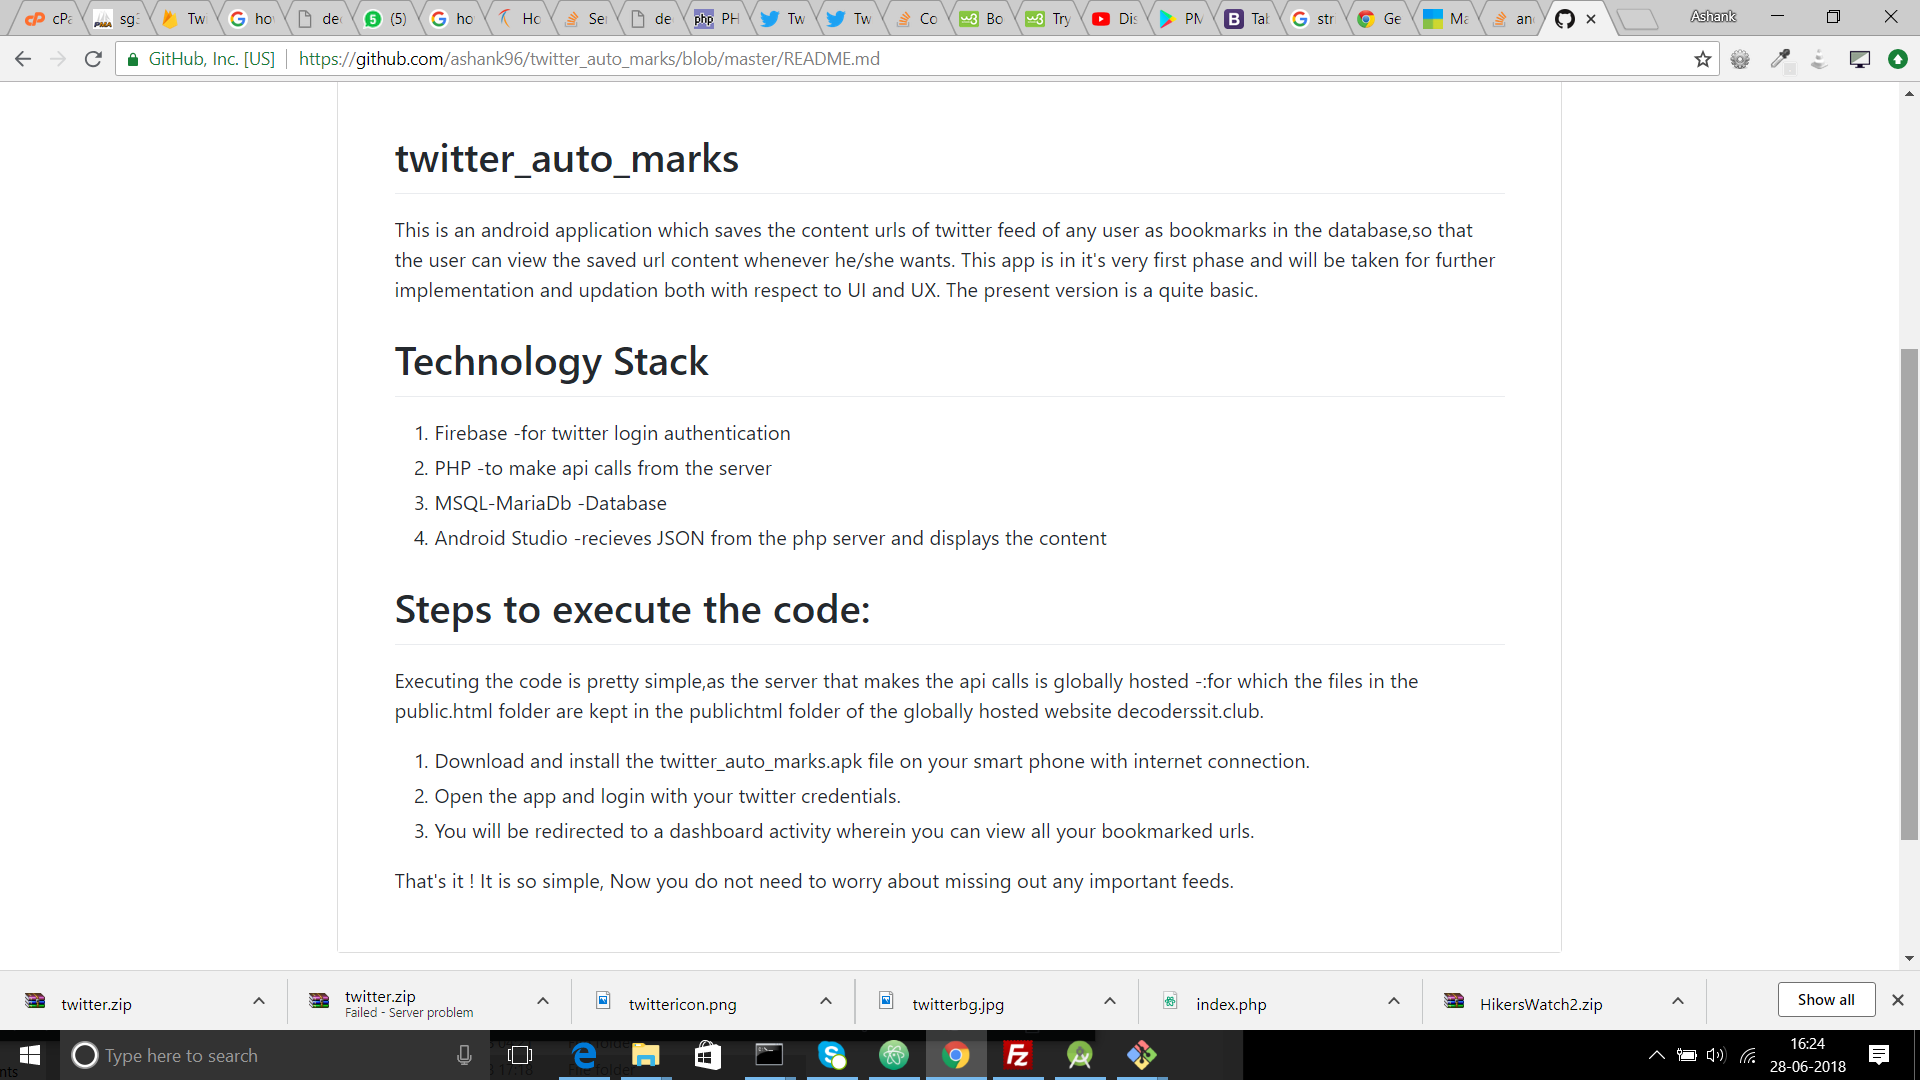 cP
sg3
Tw
ho
dec
(5)
ho
Ho
Se
de
php PH
Tw
Tw
Co
w3 Bo
w3 Try
Dis
PM
B Tal
str
Ge
Ma
an
Ashank
GitHub, Inc. [US] https://github.com/ashank96/twitter_auto_marks/blob/master/README.md
twitter_auto_marks
This is an android application which saves the content urls of twitter feed of any user as bookmarks in the database,so that
the user can view the saved url content whenever he/she wants. This app is in it's very first phase and will be taken for further
implementation and updation both with respect to UI and UX. The present version is a quite basic.
Technology Stack
1. Firebase -for twitter login authentication
2. PHP -to make api calls from the server
3. MSQL-MariaDb -Database
4. Android Studio -recieves JSON from the php server and displays the content
Steps to execute the code:
Executing the code is pretty simple,as the server that makes the api calls is globally hosted -:for which the files in the
public.html folder are kept in the publichtml folder of the globally hosted website decoderssit.club.
1. Download and install the twitter_auto_marks.apk file on your smart phone with internet connection.
2. Open the app and login with your twitter credentials.
3. You will be redirected to a dashboard activity wherein you can view all your bookmarked urls.
That's it ! It is so simple, Now you do not need to worry about missing out any important feeds.
twitter.zip
twitter.zip
Failed - Server problem
twittericon.png
twitterbg.jpg
index.php
HikersWatch2.zip
Show all
Type here to search
16:24
28-06-2018